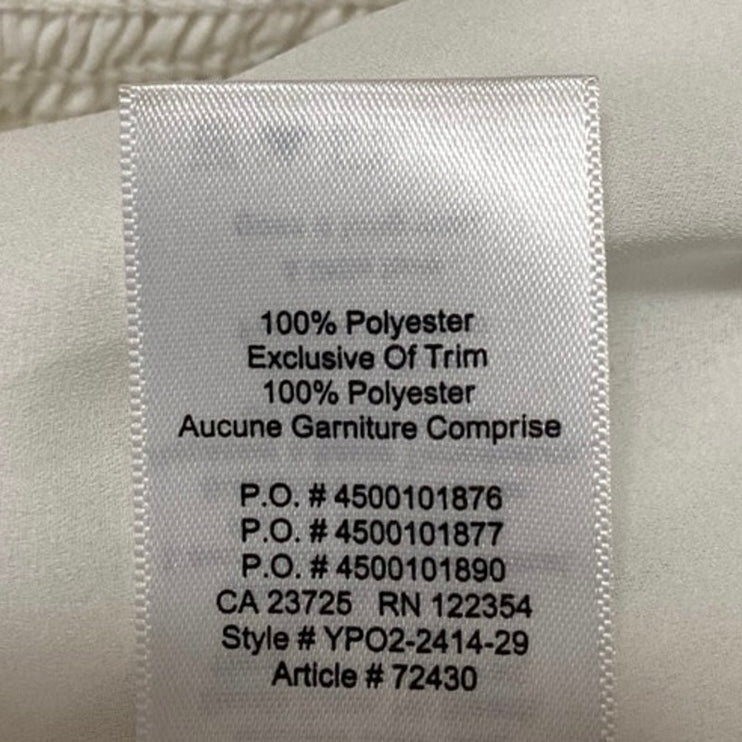 100% Polyester
Exclusive Of Trim
100% Polyester
Aucune Garniture Comprise
P.O. # 4500101876
P.O. # 4500101877
P.O. # 4500101890
CA 23725 RN 122354
Style # YPO2-2414-29
Article # 72430